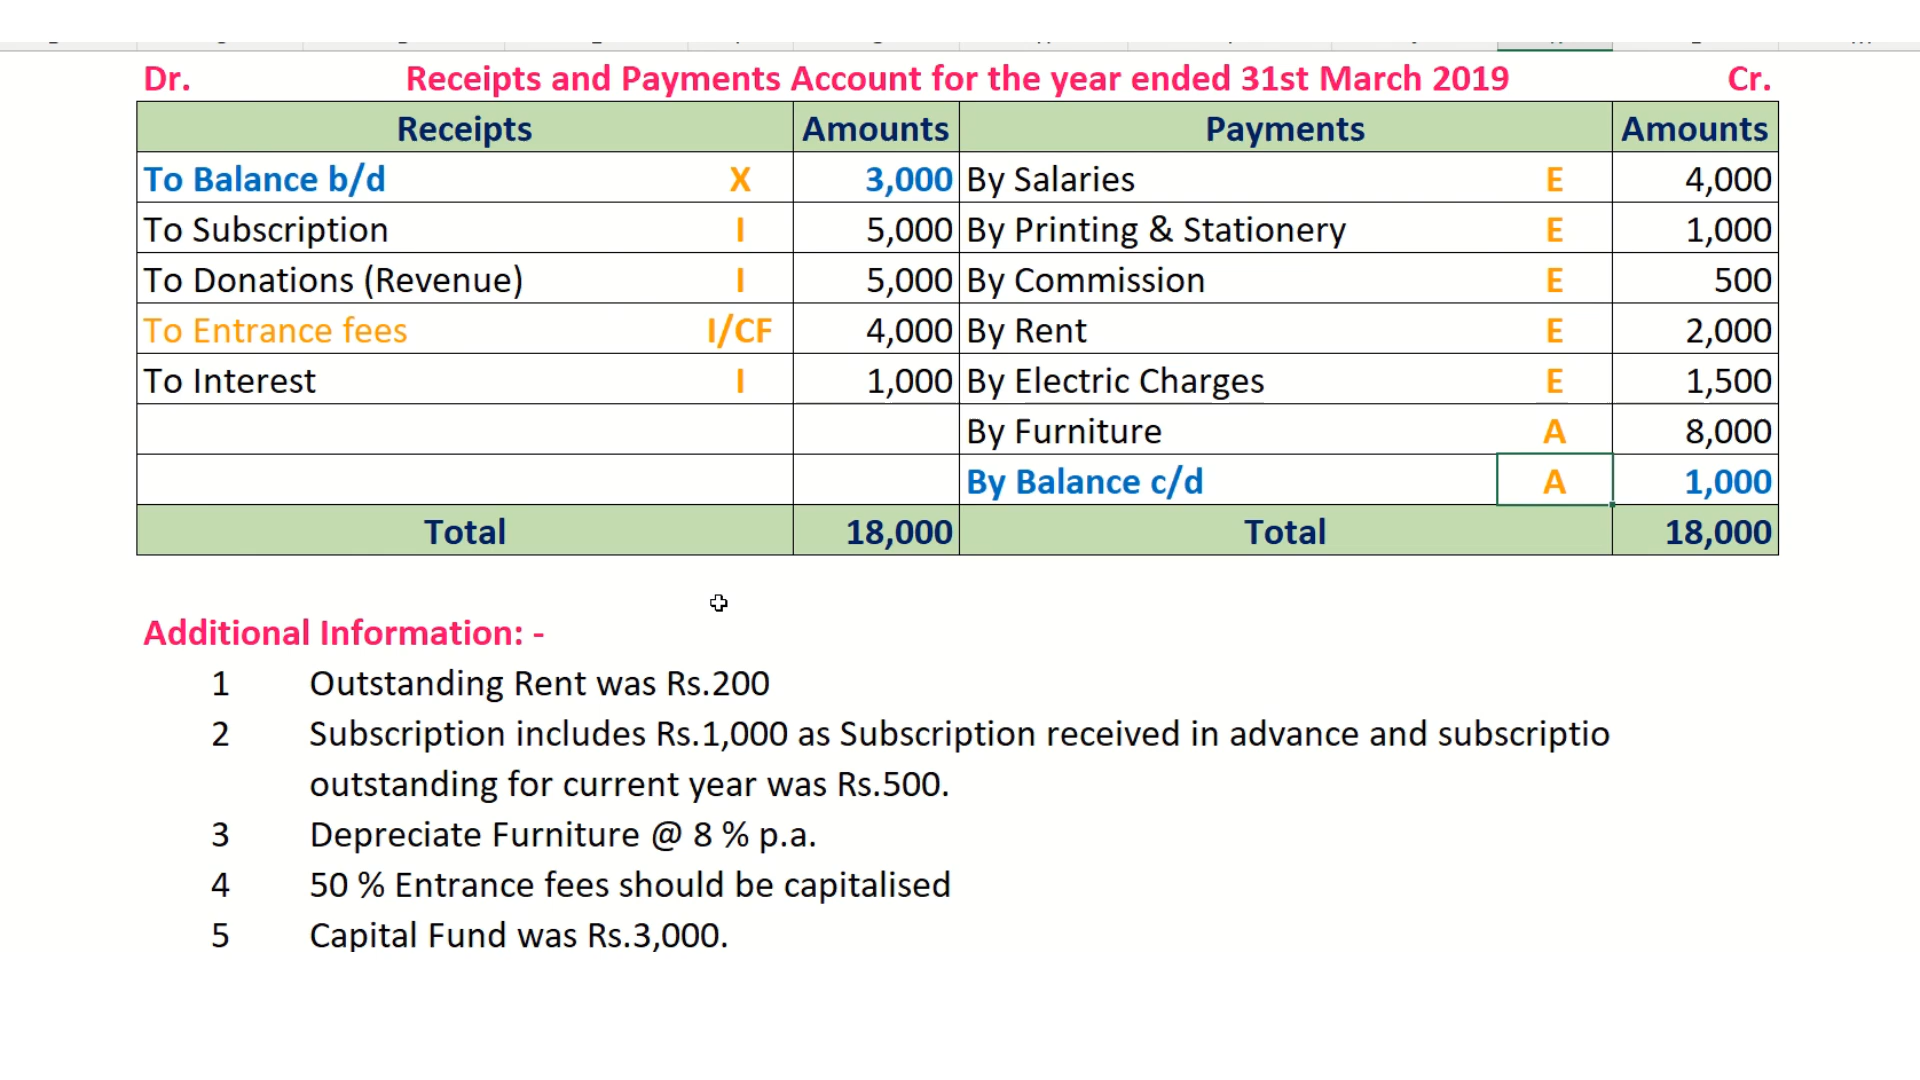 Dr. Receipts and Payments Account for the year ended 31st March 2019 Cr.
Receipts Amounts Payments Amounts
To Balance b/d X 3,000 By Salaries E 4,000
To Subscription I 5,000 By Printing & Stationery E 1,000
To Donations (Revenue) I 5,000 By Commission E 500
To Entrance fees I/CF 4,000 By Rent E 2,000
To Interest I 1,000 By Electric Charges E 1,500
By Furniture A 8,000
By Balance c/d A 1,000
Total 18,000 Total 18,000
Additional Information: -
1 Outstanding Rent was Rs.200
2 Subscription includes Rs.1,000 as Subscription received in advance and subscriptio
outstanding for current year was Rs.500.
3 Depreciate Furniture @ 8 % p.a.
4 50 % Entrance fees should be capitalised
5 Capital Fund was Rs.3,000.